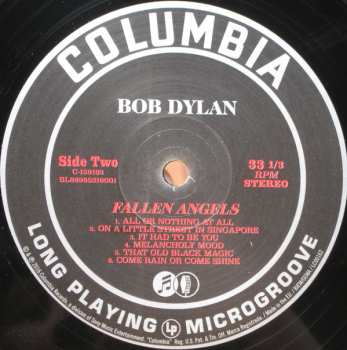 COLUMBIA
BOB DYLAN
Side Two
33 1/3
RPM
STEREO
FALLEN ANGELS
1. ALL OR NOTHING AT ALL
2. ON A LITTLE STREET IN SINGAPORE
3. IT HAD TO BE YOU
4. MELANCHOLY MOOD
5. THAT OLD BLACK MAGIC
6. COME RAIN OR COME SHINE
LONG PLAYING LP MICROGROOVE